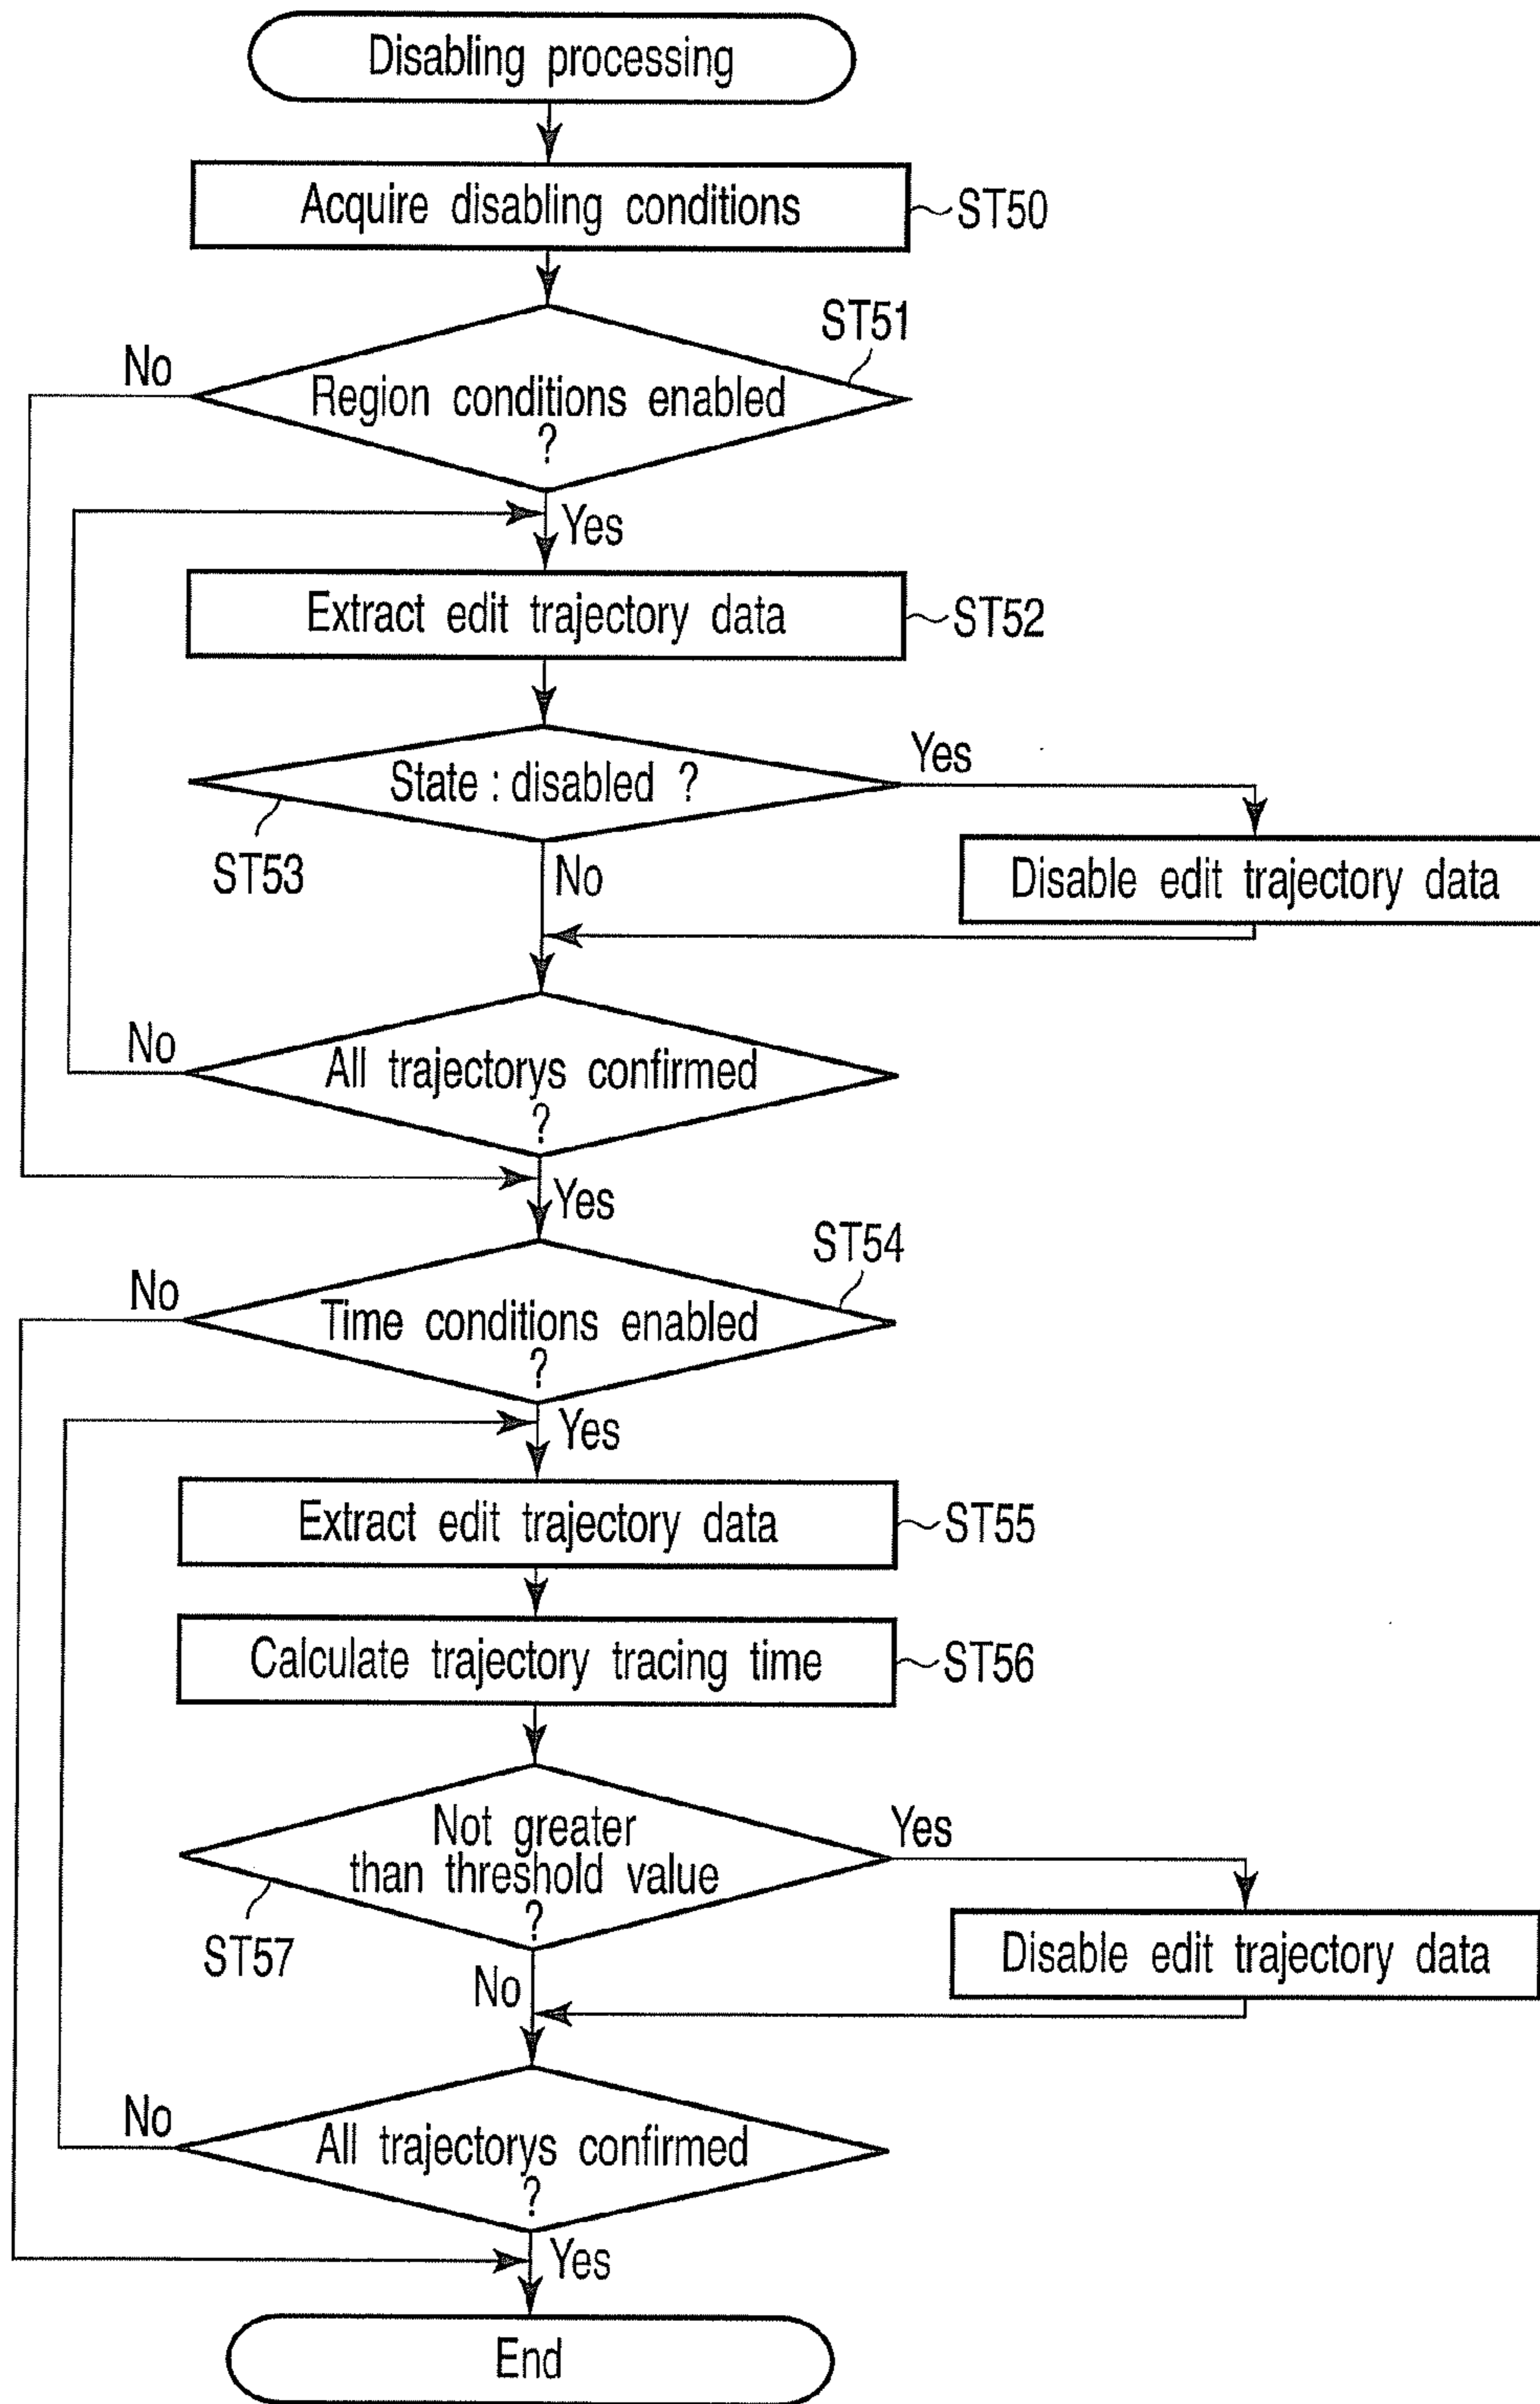 Disabling processing
Acquire disabling conditions
ST50
ST51
No
Region conditions enabled
?
Yes
Extract edit trajectory data
ST52
State : disabled ?
Yes
ST53
No
Disable edit trajectory data
No
All trajectorys confirmed
?
Yes
ST54
No
Time conditions enabled
?
Yes
Extract edit trajectory data
ST55
Calculate trajectory tracing time
ST56
Not greater
than threshold value
?
Yes
ST57
No
Disable edit trajectory data
No
All trajectorys confirmed
?
Yes
End